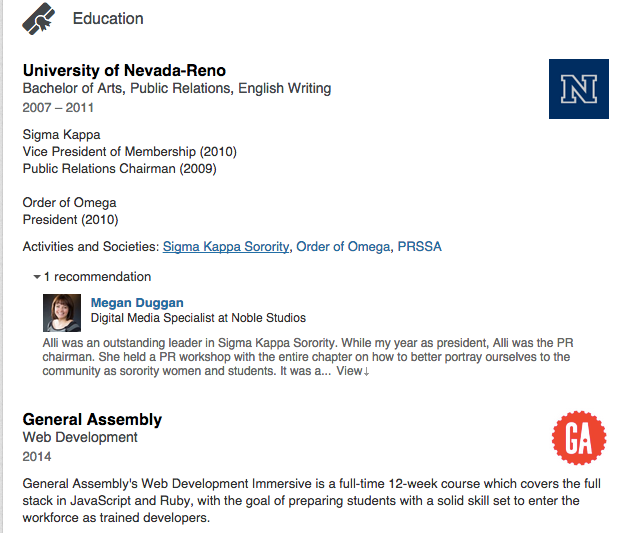 Education
University of Nevada-Reno
N
Bachelor of Arts, Public Relations, English Writing
2007 – 2011
Sigma Kappa
Vice President of Membership (2010)
Public Relations Chairman (2009)
Order of Omega
President (2010)
Activities and Societies: Sigma Kappa Sorority, Order of Omega, PRSSA
1 recommendation
Megan Duggan
Digital Media Specialist at Noble Studios
Alli was an outstanding leader in Sigma Kappa Sorority. While my year as president, Alli was the PR
chairman. She held a PR workshop with the entire chapter on how to better portray ourselves to the
community as sorority women and students. It was a... View↓
General Assembly
GA
Web Development
2014
General Assembly's Web Development Immersive is a full-time 12-week course which covers the full
stack in JavaScript and Ruby, with the goal of preparing students with a solid skill set to enter the
workforce as trained developers.